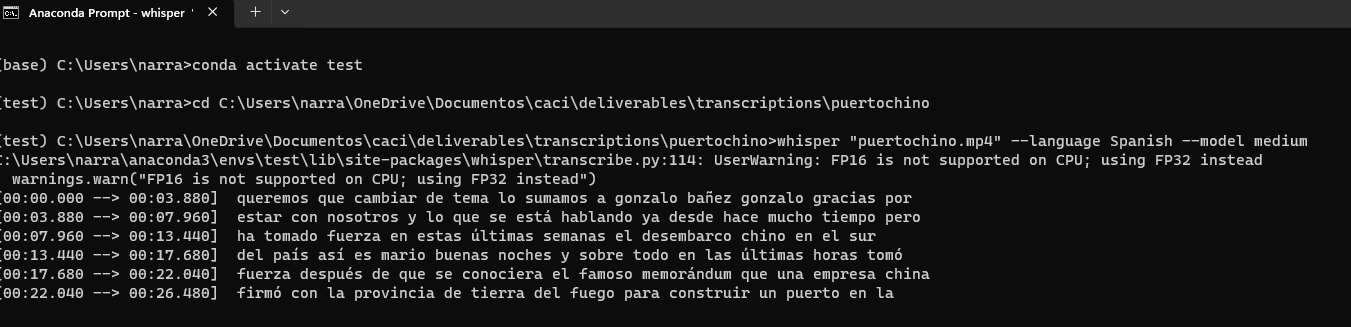 Anaconda Prompt - whisper "
(base) C:\Users\narra>conda activate test
(test) C:\Users\narra>cd C:\Users\narra\OneDrive\Documentos\caci\deliverables\transcriptions\puertochino
(test) C:\Users\narra\OneDrive\Documentos\caci\deliverables\transcriptions\puertochino>whisper "puertochino.mp4" --language Spanish --model medium
C:\Users\narra\anaconda3\envs\test\lib\site-packages\whisper\transcribe.py:114: UserWarning: FP16 is not supported on CPU; using FP32 instead
warnings.warn("FP16 is not supported on CPU; using FP32 instead")
[00:00.000 --> 00:03.880] queremos que cambiar de tema lo sumamos a gonzalo bañez gonzalo gracias por
[00:03.880 --> 00:07.960] estar con nosotros y lo que se está hablando ya desde hace mucho tiempo pero
[00:07.960 --> 00:13.440] ha tomado fuerza en estas últimas semanas el desembarco chino en el sur
[00:13.440 --> 00:17.680] del país así es mario buenas noches y sobre todo en las últimas horas tomó
[00:17.680 --> 00:22.040] fuerza después de que se conociera el famoso memorándum que una empresa china
[00:22.040 --> 00:26.480] firmó con la provincia de tierra del fuego para construir un puerto en la